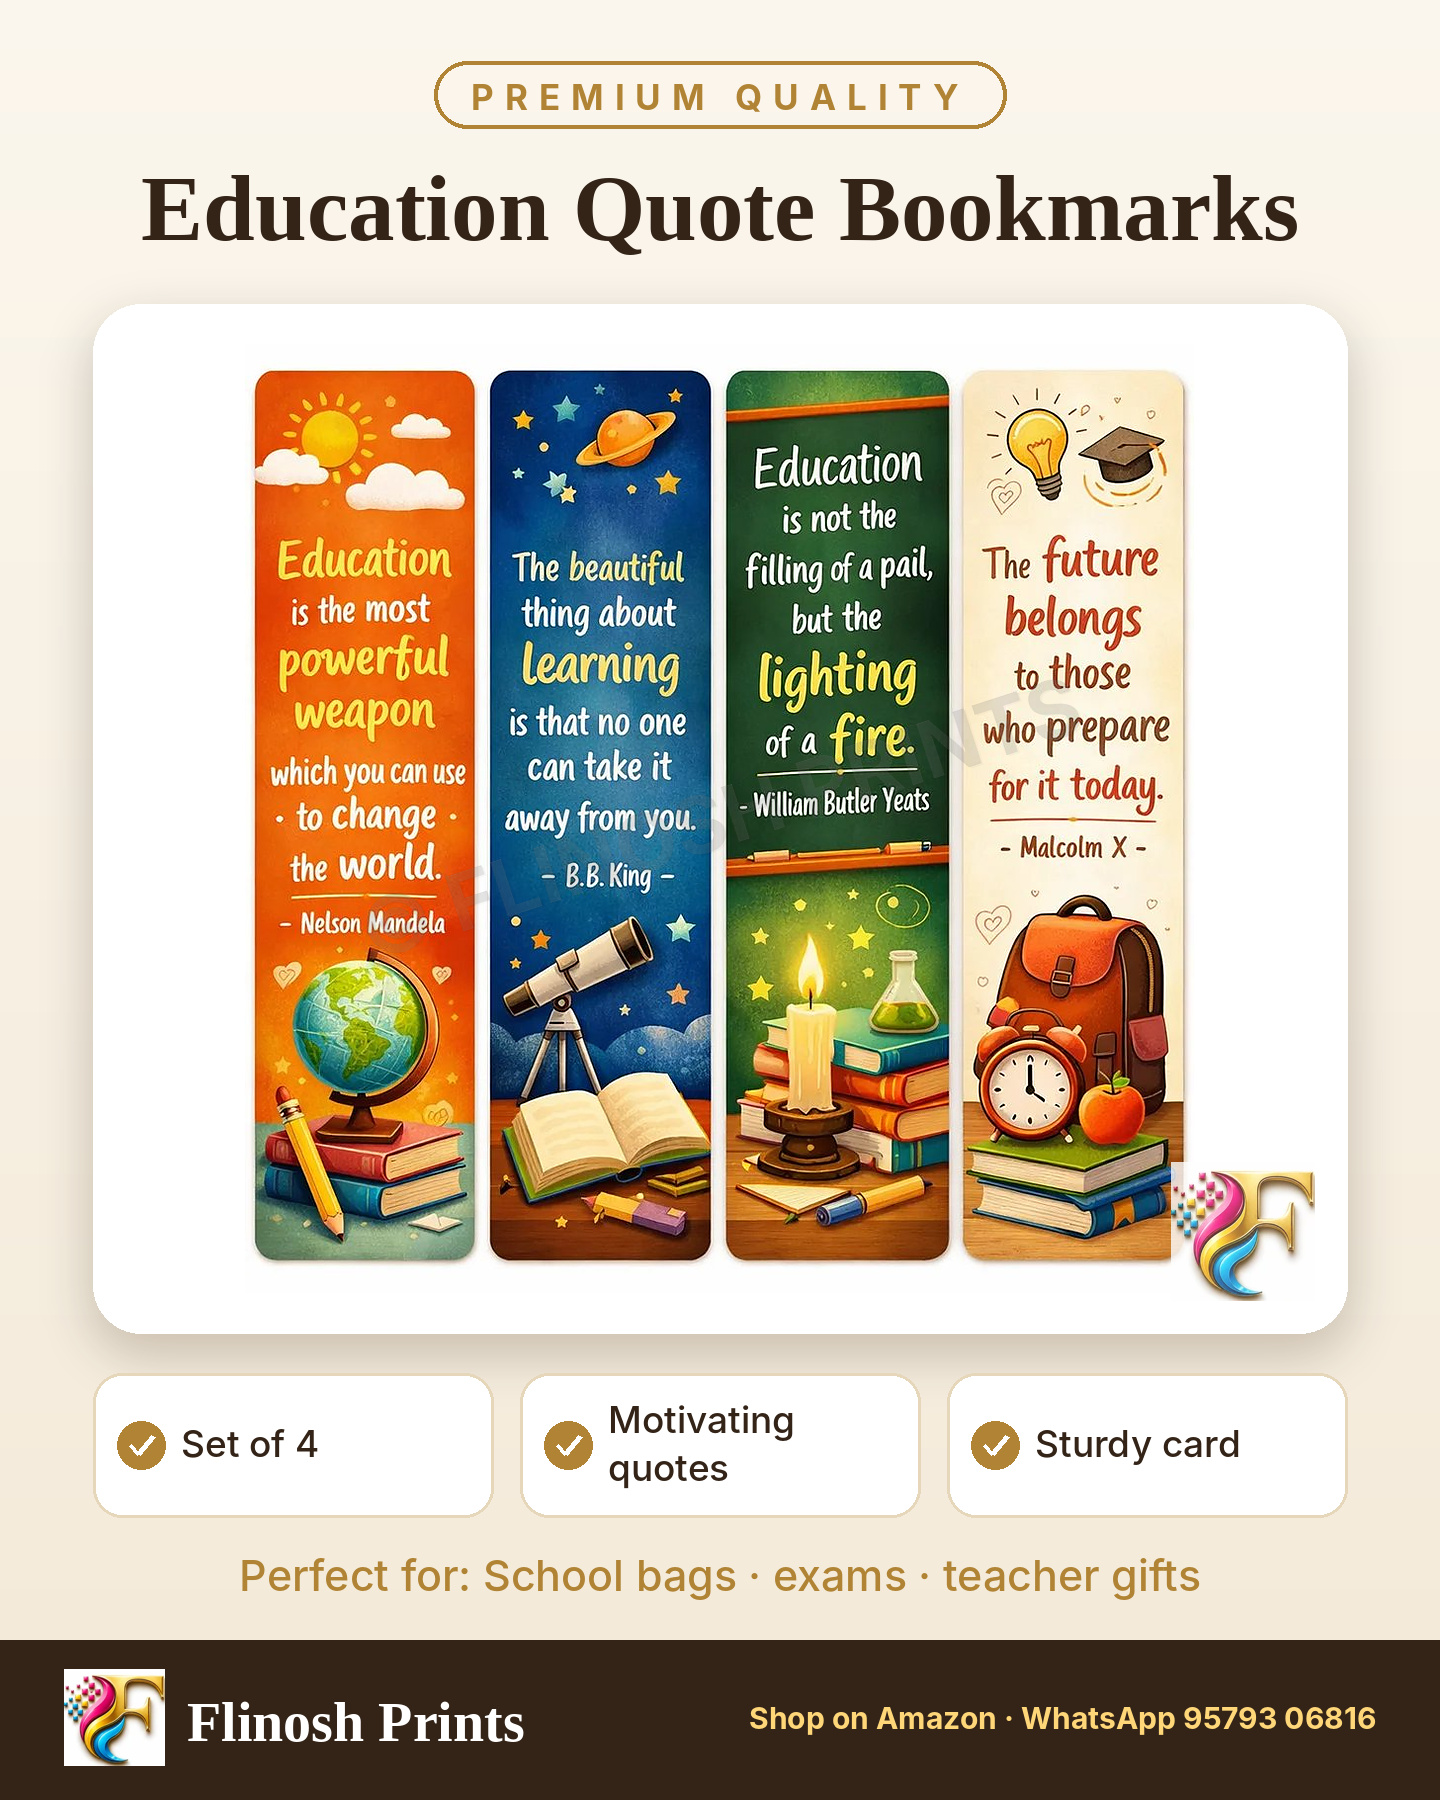 PREMIUM QUALITY
Education Quote Bookmarks
Education
is the most
powerful
weapon
which you can use
· to change ·
the world.
- Nelson Mandela
The beautiful
thing about
learning
is that no one
can take it
away from you.
- B.B. King -
Education
is not the
filling of a pail,
but the
lighting
of a fire.
- William Butler Yeats
The future
belongs
to those
who prepare
for it today.
- Malcolm X -
© FLINOSH PRINTS
F
Set of 4
Motivating
quotes
Sturdy card
Perfect for: School bags · exams · teacher gifts
F
Flinosh Prints
Shop on Amazon · WhatsApp 95793 06816